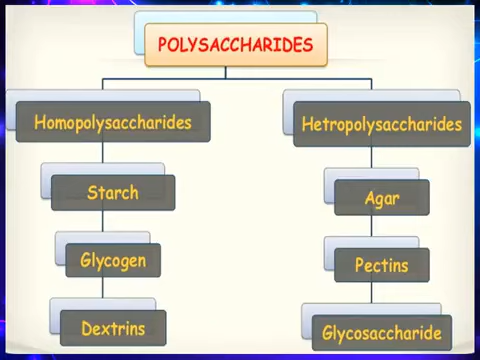 POLYSACCHARIDES
Homopolysaccharides
Hetropolysaccharides
Starch
Agar
Glycogen
Pectins
Dextrins
Glycosaccharide